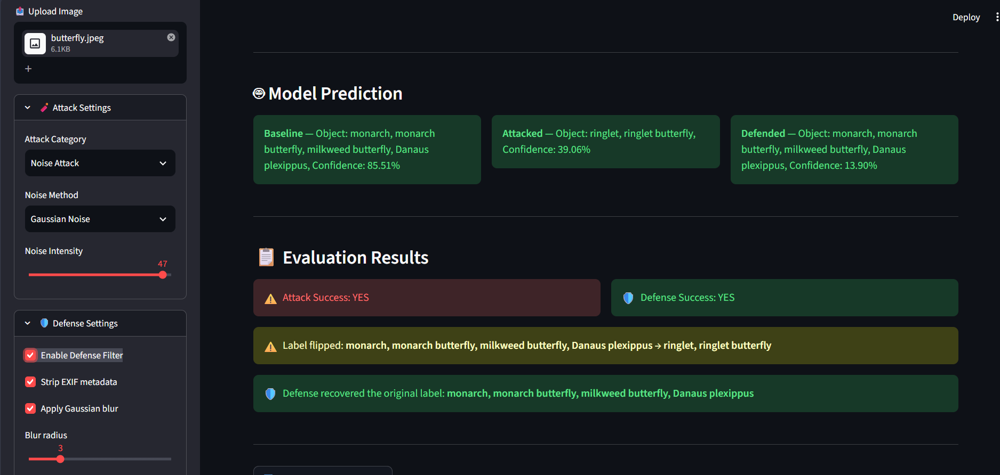 Upload Image
butterfly.jpeg
6.1KB
+
Attack Settings
Attack Category
Noise Attack
Noise Method
Gaussian Noise
Noise Intensity
47
Defense Settings
Enable Defense Filter
Strip EXIF metadata
Apply Gaussian blur
Blur radius
3
Deploy
Model Prediction
Baseline — Object: monarch, monarch
butterfly, milkweed butterfly, Danaus
plexippus, Confidence: 85.51%
Attacked — Object: ringlet, ringlet butterfly,
Confidence: 39.06%
Defended — Object: monarch, monarch
butterfly, milkweed butterfly, Danaus
plexippus, Confidence: 13.90%
Evaluation Results
Attack Success: YES
Defense Success: YES
Label flipped: monarch, monarch butterfly, milkweed butterfly, Danaus plexippus → ringlet, ringlet butterfly
Defense recovered the original label: monarch, monarch butterfly, milkweed butterfly, Danaus plexippus